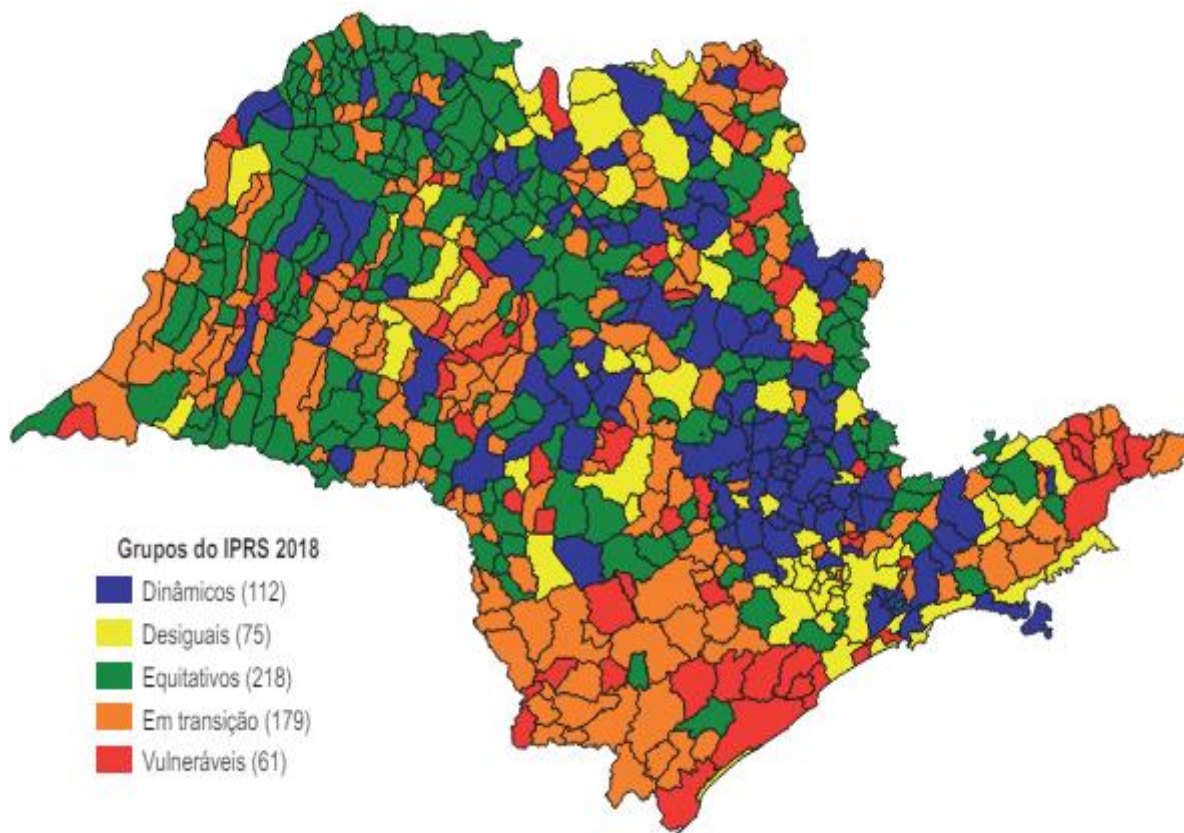 Grupos do IPRS 2018
Dinâmicos (112)
Desiguais (75)
Equitativos (218)
Em transição (179)
Vulneráveis (61)